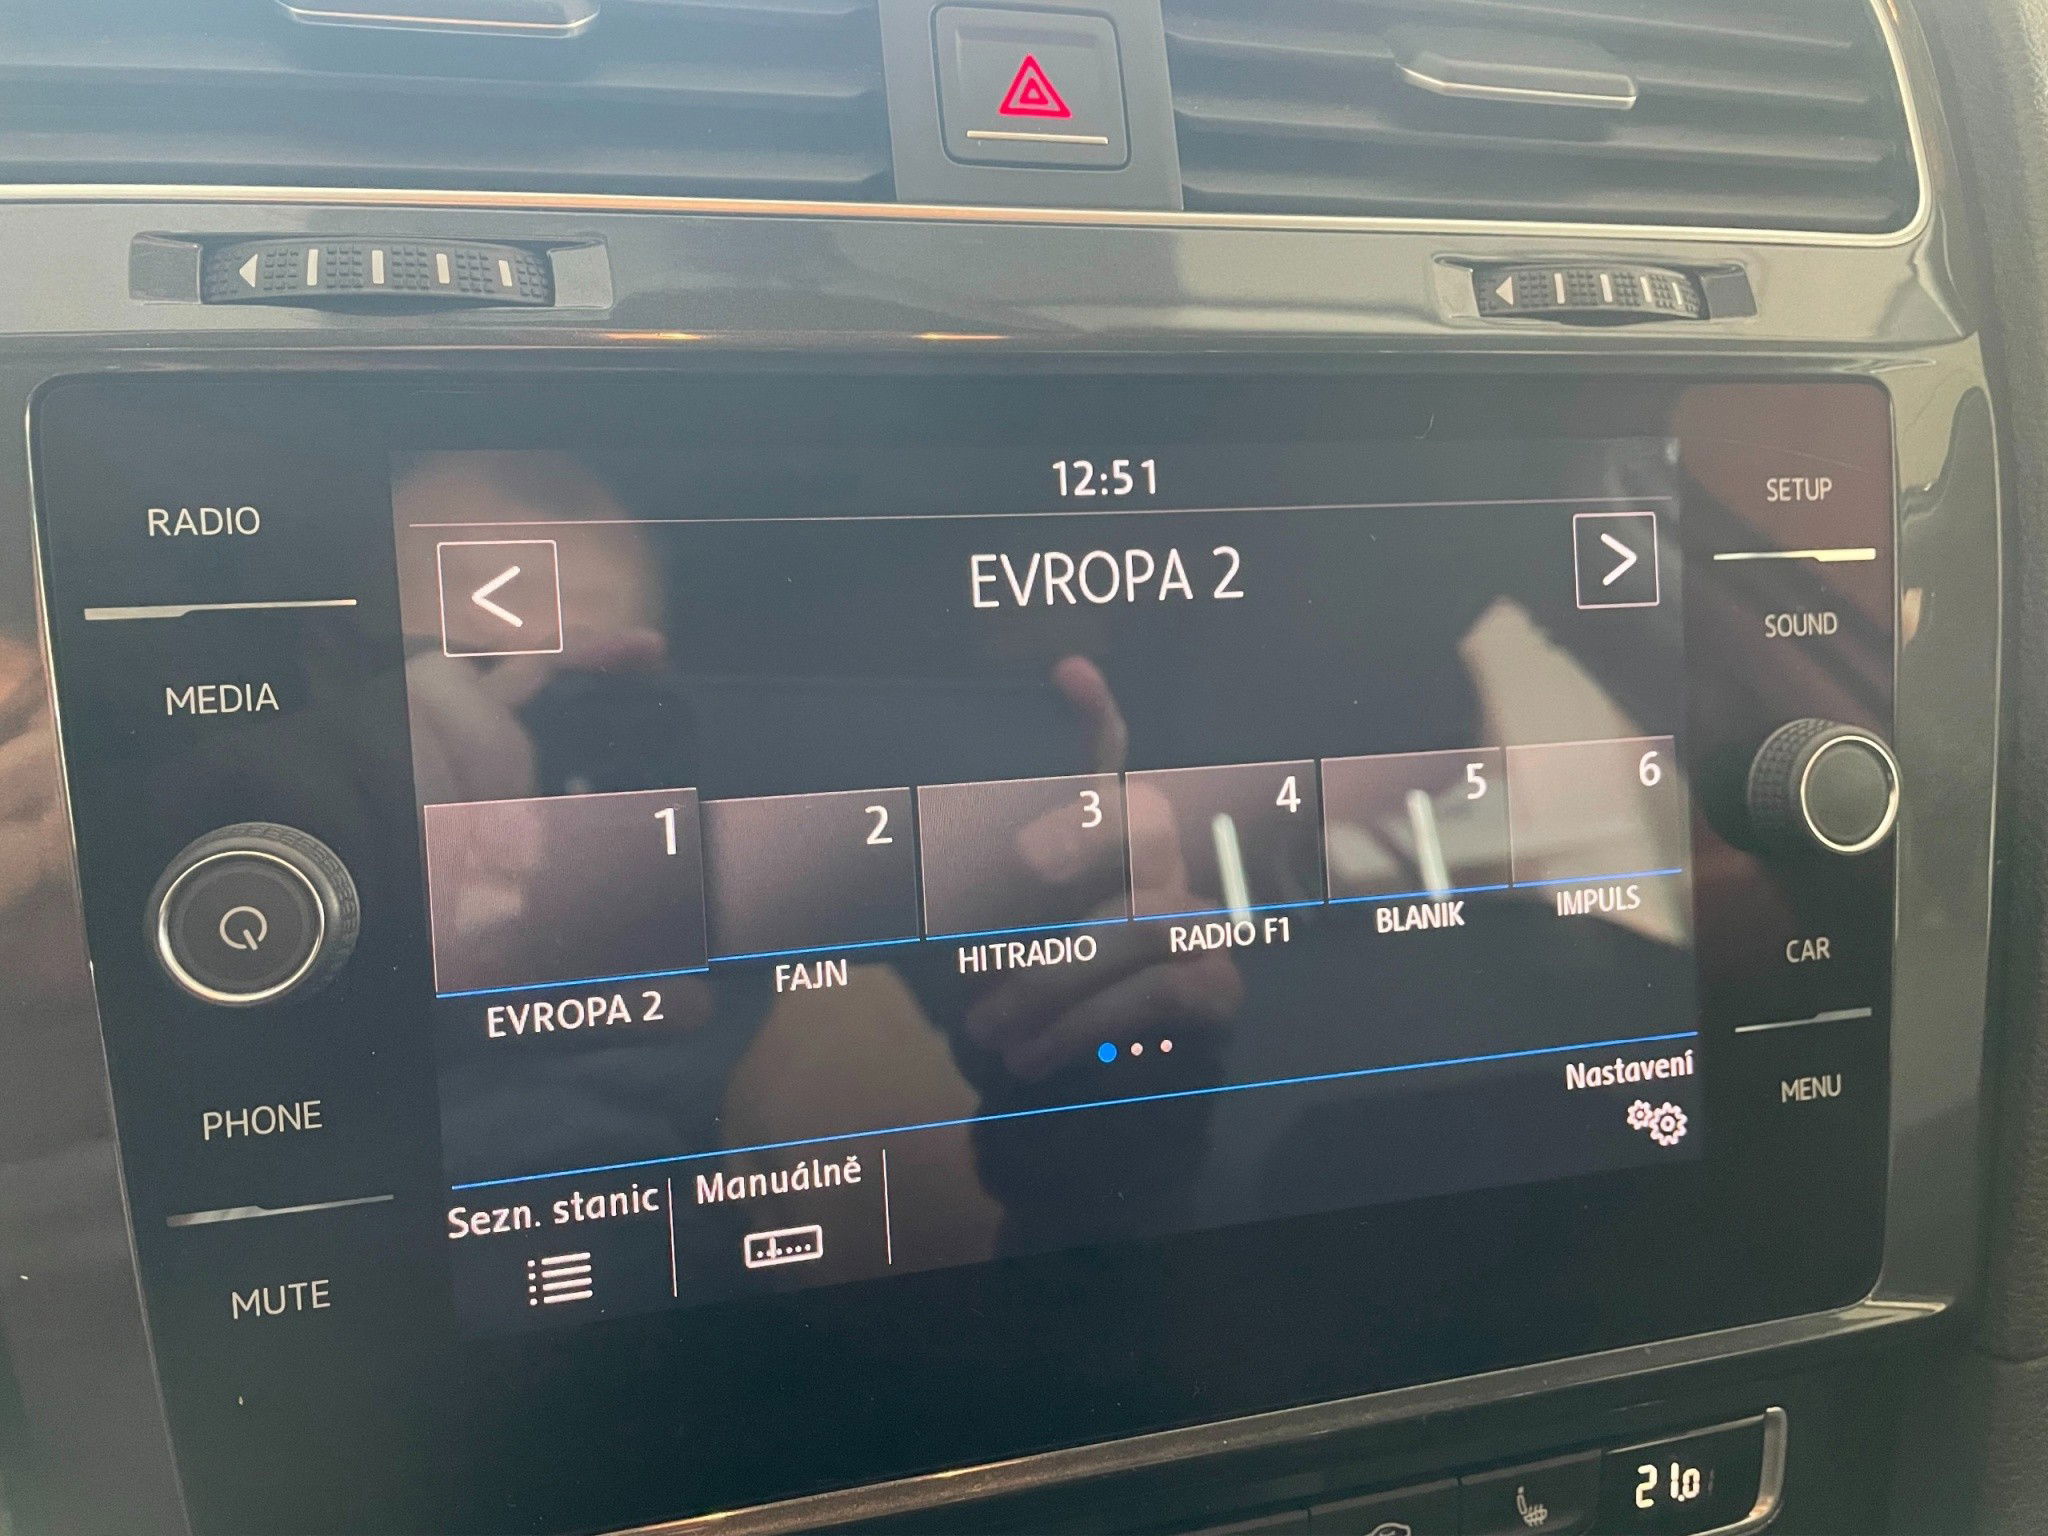 12:51
RADIO
SETUP
EVROPA 2
SOUND
MEDIA
1
2
3
4
5
6
EVROPA 2
FAJN
HITRADIO
RADIO F1
BLANIK
IMPULS
CAR
Nastavení
MENU
PHONE
Sezn. stanic
Manuálně
MUTE
21.0